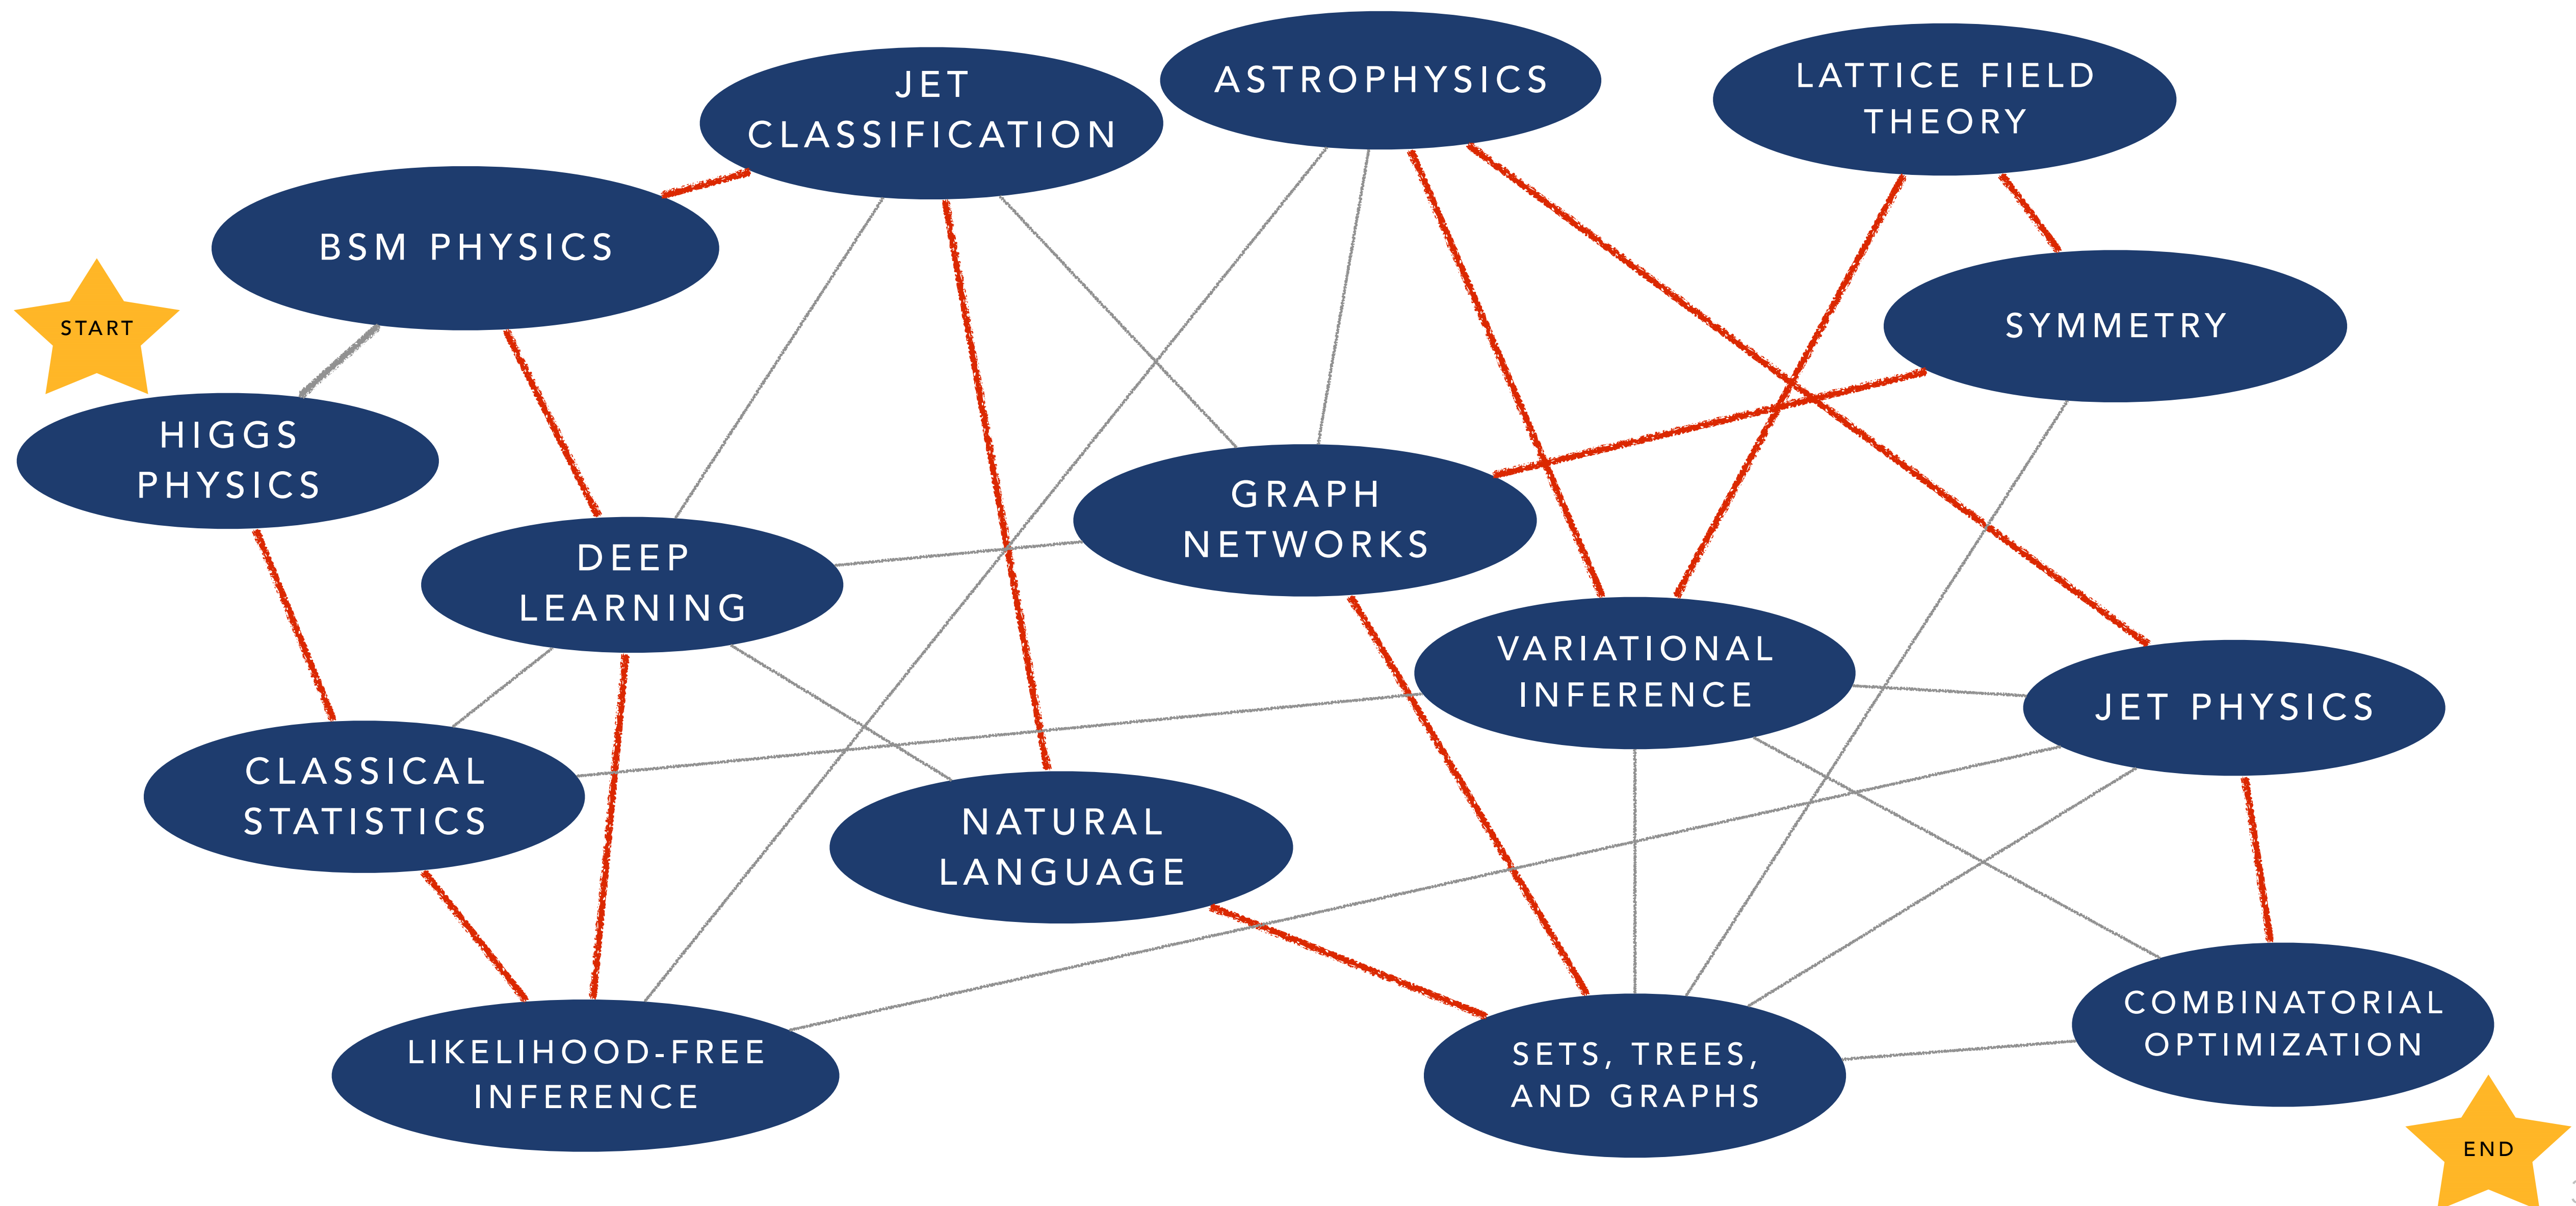 JET
CLASSIFICATION
ASTROPHYSICS
LATTICE FIELD
THEORY
BSM PHYSICS
START
SYMMETRY
HIGGS
PHYSICS
GRAPH
NETWORKS
DEEP
LEARNING
VARIATIONAL
INFERENCE
JET PHYSICS
CLASSICAL
STATISTICS
NATURAL
LANGUAGE
COMBINATORIAL
OPTIMIZATION
LIKELIHOOD-FREE
INFERENCE
SETS, TREES,
AND GRAPHS
END